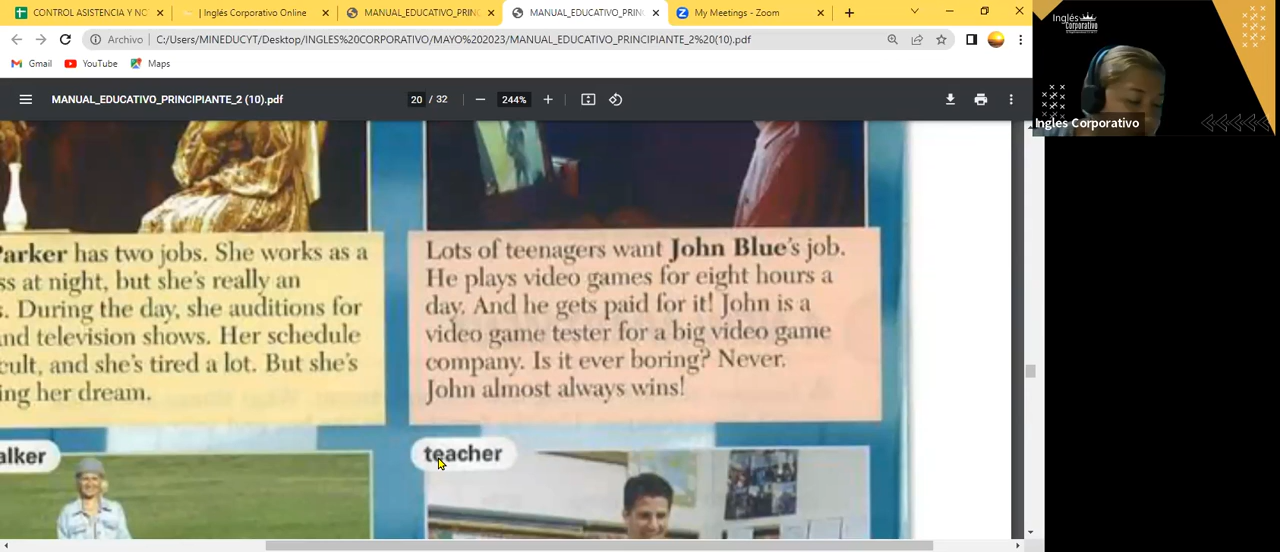 CONTROL ASISTENCIA Y NO
| Inglés Corporativo Online
MANUAL_EDUCATIVO_PRIN
MANUAL_EDUCATIVO_PRIN
My Meetings - Zoom
Archivo | C:/Users/MINEDUCYT/Desktop/INGLES%20CORPORATIVO/MAYO%202023/MANUAL_EDUCATIVO_PRINCIPIANTE_2%20(10).pdf
Gmail
YouTube
Maps
MANUAL_EDUCATIVO_PRINCIPIANTE_2 (10).pdf
20 / 32
244%
Parker has two jobs. She works as a
ss at night, but she's really an
s. During the day, she auditions for
nd television shows. Her schedule
cult, and she's tired a lot. But she's
ing her dream.
Lots of teenagers want John Blue's job.
He plays video games for eight hours a
day. And he gets paid for it! John is a
video game tester for a big video game
company. Is it ever boring? Never.
John almost always wins!
alker
teacher
Inglés
Corporativo
Inglés Corporativo